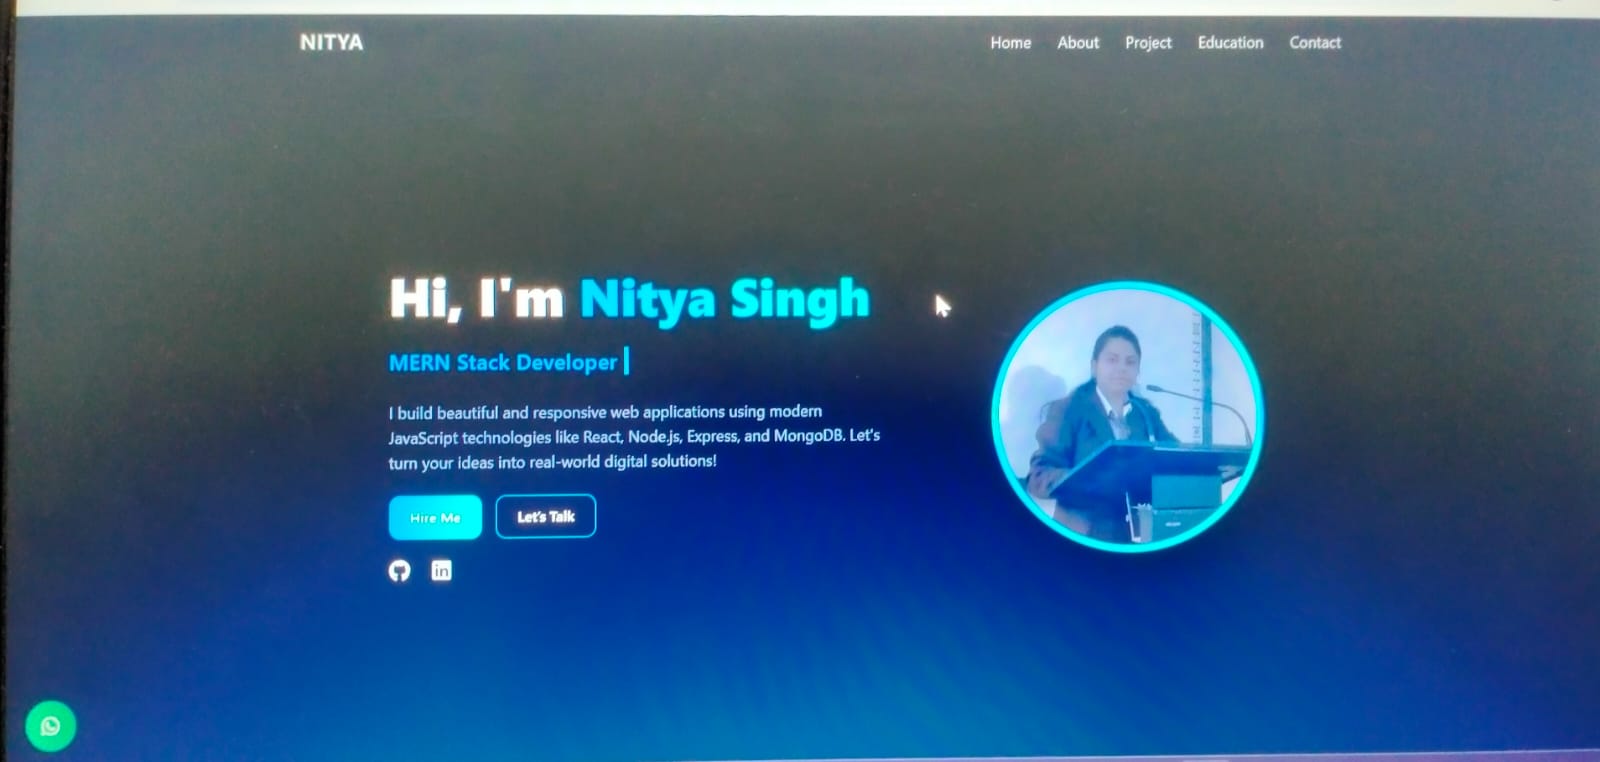 NITYA
Home About Project Education Contact
Hi, I'm Nitya Singh
MERN Stack Developer
I build beautiful and responsive web applications using modern
JavaScript technologies like React, Node.js, Express, and MongoDB. Let's
turn your ideas into real-world digital solutions!
Hire Me Let's Talk
in